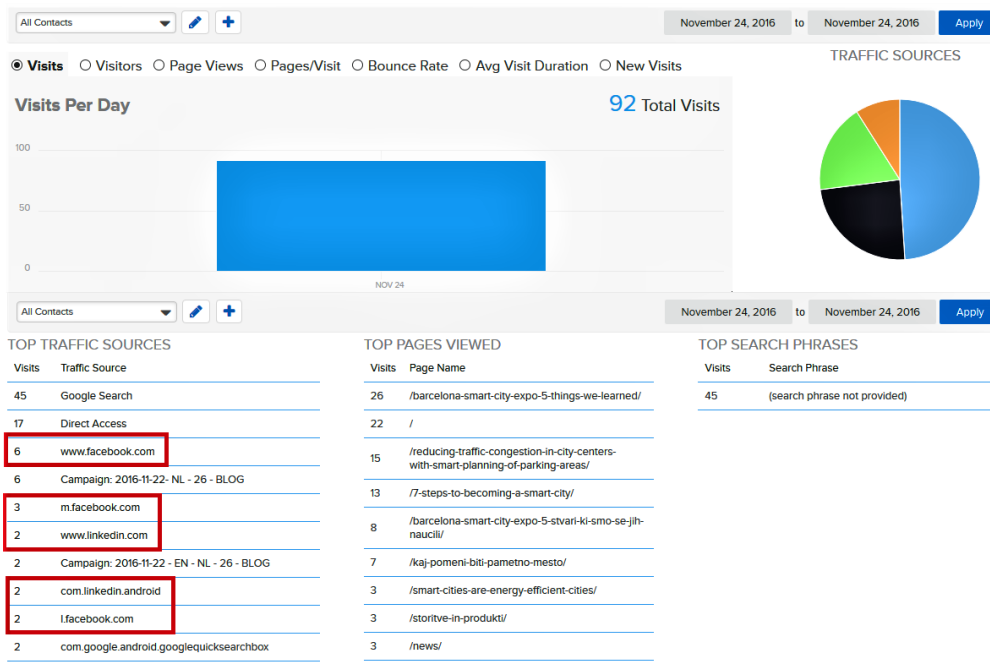 All Contacts
November 24, 2016 to November 24, 2016 Apply
Visits Visitors Page Views Pages/Visit Bounce Rate Avg Visit Duration New Visits
TRAFFIC SOURCES
Visits Per Day
92 Total Visits
100
50
0
NOV 24
All Contacts
November 24, 2016 to November 24, 2016 Apply
TOP TRAFFIC SOURCES
Visits Traffic Source
45 Google Search
17 Direct Access
6 www.facebook.com
6 Campaign: 2016-11-22- NL - 26 - BLOG
3 m.facebook.com
2 www.linkedin.com
2 Campaign: 2016-11-22 - EN - NL - 26 - BLOG
2 com.linkedin.android
2 l.facebook.com
2 com.google.android.googlequicksearchbox
TOP PAGES VIEWED
Visits Page Name
26 /barcelona-smart-city-expo-5-things-we-learned/
22 /
15 /reducing-traffic-congestion-in-city-centers-
with-smart-planning-of-parking-areas/
13 /7-steps-to-becoming-a-smart-city/
8 /barcelona-smart-city-expo-5-stvari-ki-smo-se-jih-
naucili/
7 /kaj-pomeni-biti-pametno-mesto/
3 /smart-cities-are-energy-efficient-cities/
3 /storitve-in-produkti/
3 /news/
TOP SEARCH PHRASES
Visits Search Phrase
45 (search phrase not provided)